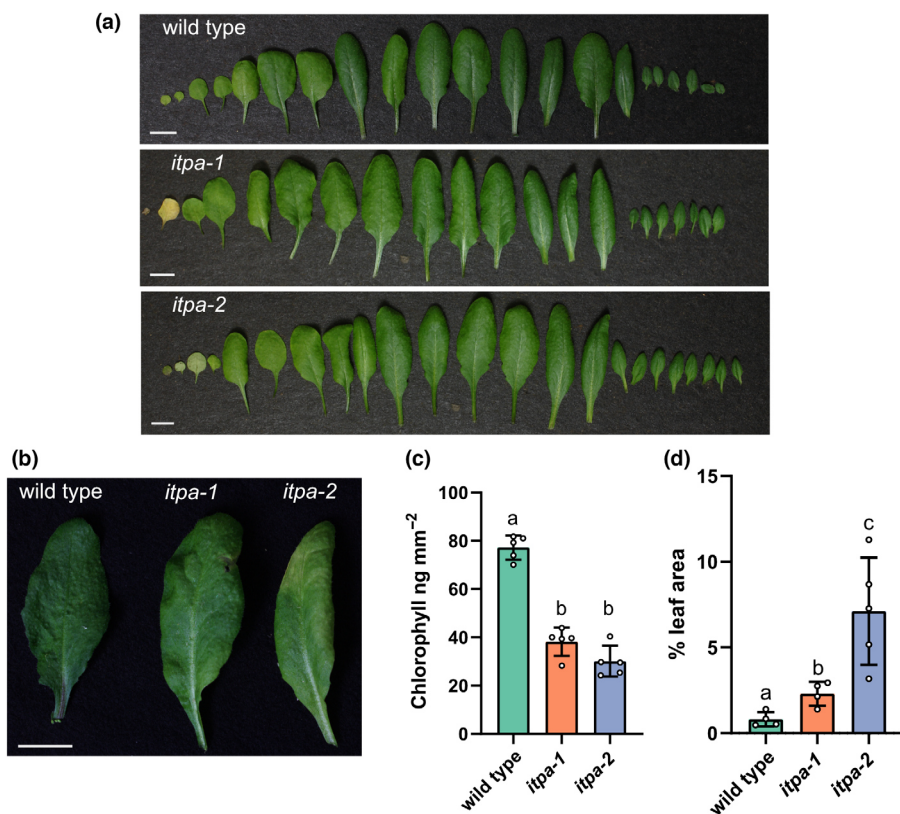 (a)
wild type
itpa-1
itpa-2
(b)
wild type itpa-1 itpa-2
(c)
Chlorophyll ng mm⁻²
100
80
60
40
20
0
a
b
b
wild type
itpa-1
itpa-2
(d)
% leaf area
15
10
5
0
a
b
c
wild type
itpa-1
itpa-2